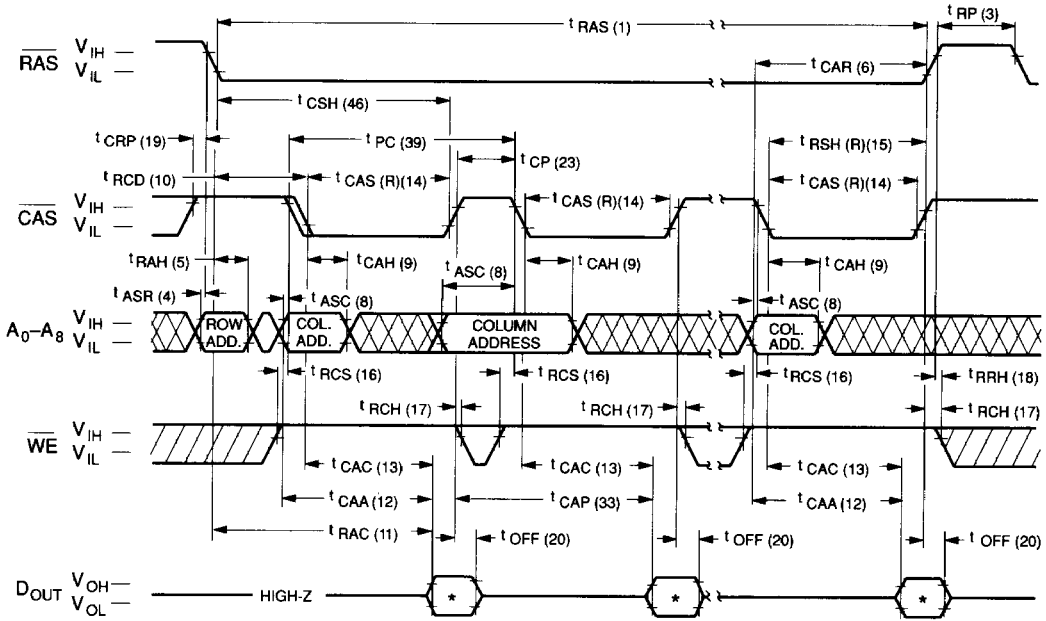 t RAS (1)
t RP (3)
RAS
V IH
V IL
t CAR (6)
t CSH (46)
t CRP (19)
t PC (39)
t RSH (R)(15)
t CP (23)
t RCD (10)
t CAS (R)(14)
t CAS (R)(14)
t CAS (R)(14)
CAS
V IH
V IL
t RAH (5)
t CAH (9)
t ASC (8)
t CAH (9)
t CAH (9)
t ASR (4)
t ASC (8)
t ASC (8)
A0–A8
V IH
V IL
ROW ADD.
COL. ADD.
COLUMN ADDRESS
COL. ADD.
t RCS (16)
t RCS (16)
t RCS (16)
t RRH (18)
t RCH (17)
t RCH (17)
t RCH (17)
WE
V IH
V IL
t CAC (13)
t CAC (13)
t CAC (13)
t CAA (12)
t CAP (33)
t CAA (12)
t RAC (11)
t OFF (20)
t OFF (20)
t OFF (20)
DOUT
V OH
V OL
HIGH-Z
*
*
*